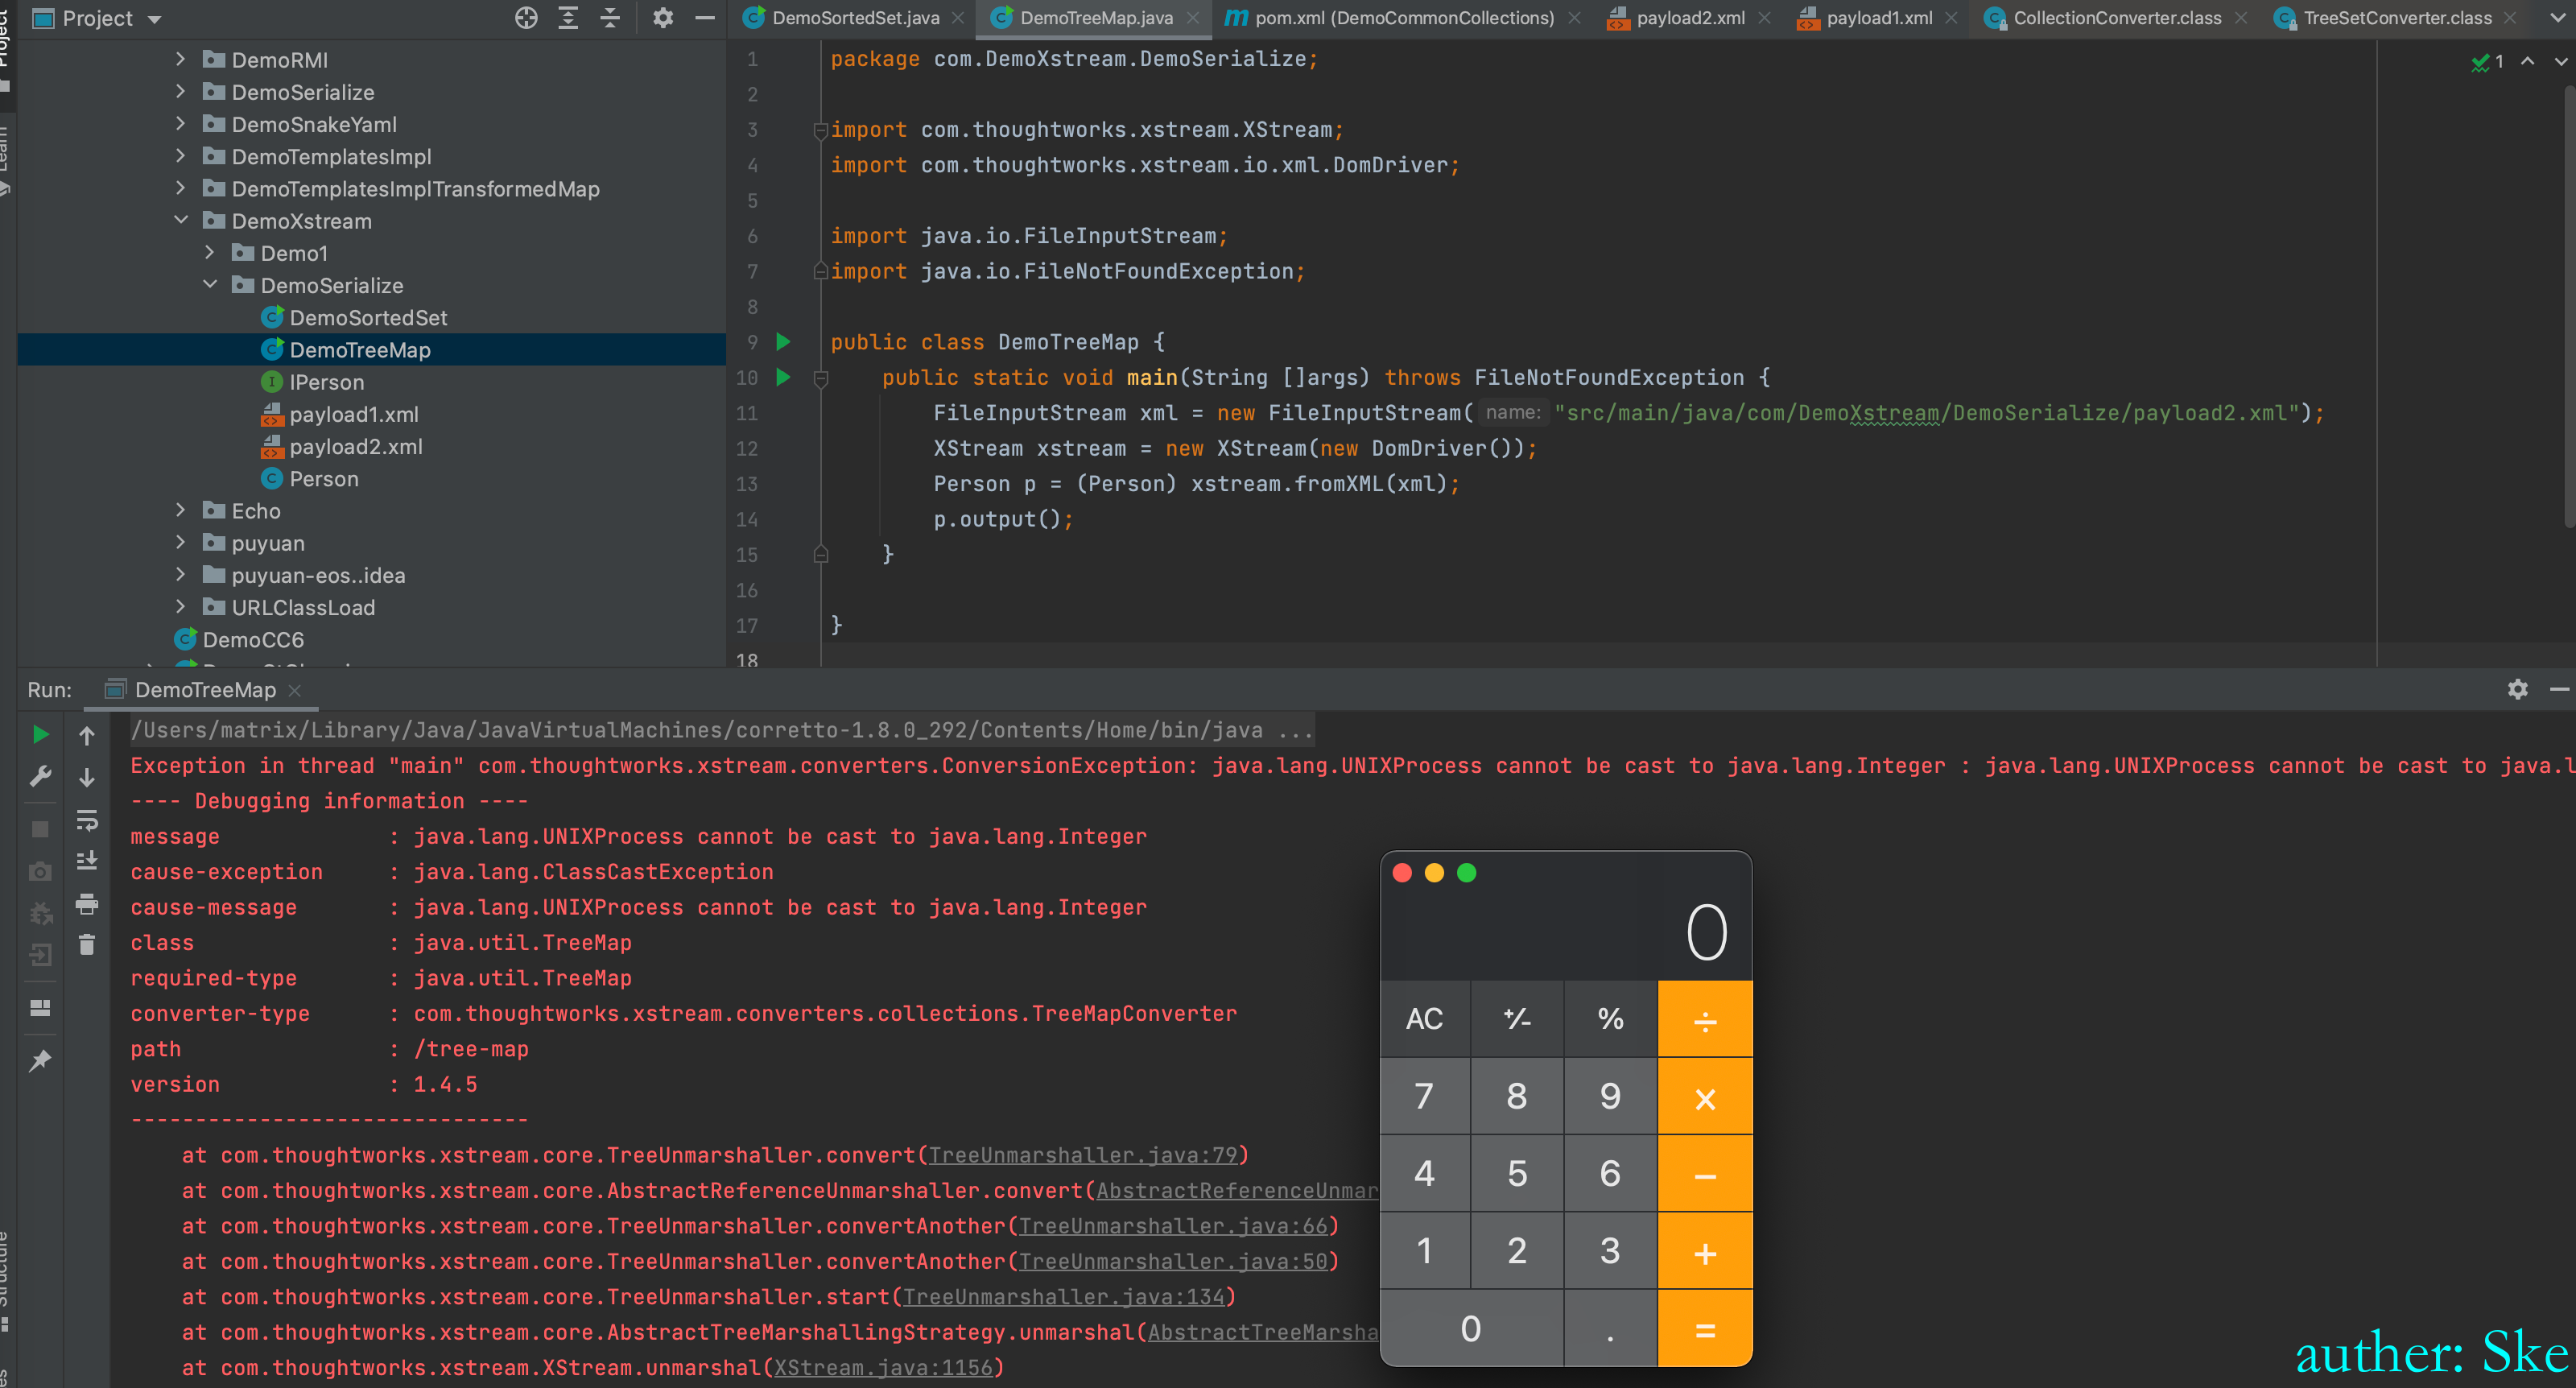 Project
DemoSortedSet.java
DemoTreeMap.java
pom.xml (DemoCommonCollections)
payload2.xml
payload1.xml
CollectionConverter.class
TreeSetConverter.class
Project
Learn
DemoRMI
DemoSerialize
DemoSnakeYaml
DemoTemplatesImpl
DemoTemplatesImplTransformedMap
DemoXstream
Demo1
DemoSerialize
DemoSortedSet
DemoTreeMap
IPerson
payload1.xml
payload2.xml
Person
Echo
puyuan
puyuan-eos..idea
URLClassLoad
DemoCC6
1 package com.DemoXstream.DemoSerialize;
2
3 import com.thoughtworks.xstream.XStream;
4 import com.thoughtworks.xstream.io.xml.DomDriver;
5
6 import java.io.FileInputStream;
7 import java.io.FileNotFoundException;
8
9 public class DemoTreeMap {
10 public static void main(String []args) throws FileNotFoundException {
11 FileInputStream xml = new FileInputStream( name: "src/main/java/com/DemoXstream/DemoSerialize/payload2.xml");
12 XStream xstream = new XStream(new DomDriver());
13 Person p = (Person) xstream.fromXML(xml);
14 p.output();
15 }
16
17 }
18
1
Run: DemoTreeMap
/Users/matrix/Library/Java/JavaVirtualMachines/corretto-1.8.0_292/Contents/Home/bin/java ...
Exception in thread "main" com.thoughtworks.xstream.converters.ConversionException: java.lang.UNIXProcess cannot be cast to java.lang.Integer : java.lang.UNIXProcess cannot be cast to java.l
---- Debugging information ----
message : java.lang.UNIXProcess cannot be cast to java.lang.Integer
cause-exception : java.lang.ClassCastException
cause-message : java.lang.UNIXProcess cannot be cast to java.lang.Integer
class : java.util.TreeMap
required-type : java.util.TreeMap
converter-type : com.thoughtworks.xstream.converters.collections.TreeMapConverter
path : /tree-map
version : 1.4.5
-------------------------------
at com.thoughtworks.xstream.core.TreeUnmarshaller.convert(TreeUnmarshaller.java:79)
at com.thoughtworks.xstream.core.AbstractReferenceUnmarshaller.convert(AbstractReferenceUnmar
at com.thoughtworks.xstream.core.TreeUnmarshaller.convertAnother(TreeUnmarshaller.java:66)
at com.thoughtworks.xstream.core.TreeUnmarshaller.convertAnother(TreeUnmarshaller.java:50)
at com.thoughtworks.xstream.core.TreeUnmarshaller.start(TreeUnmarshaller.java:134)
at com.thoughtworks.xstream.core.AbstractTreeMarshallingStrategy.unmarshal(AbstractTreeMarsha
at com.thoughtworks.xstream.XStream.unmarshal(XStream.java:1156)
Structure
0
AC +/- % ÷
7 8 9 ×
4 5 6 −
1 2 3 +
0 . =
auther: Ske